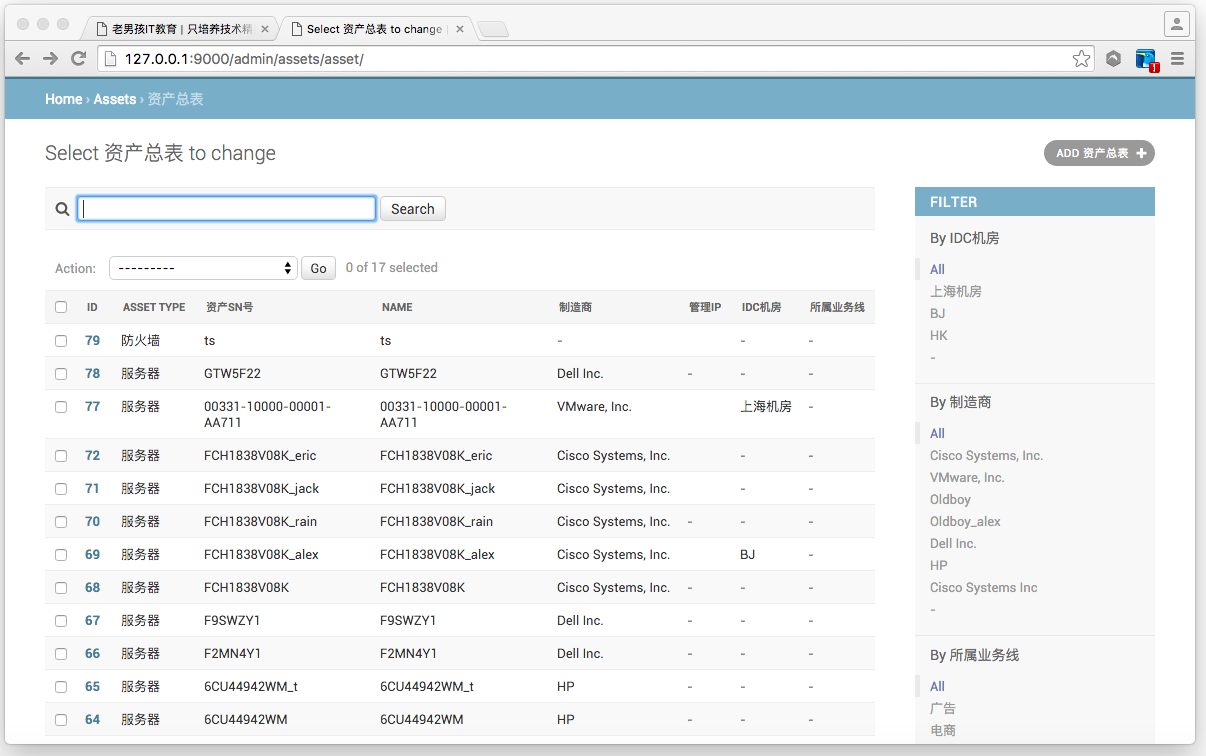 老男孩IT教育 | 只培养技术精
Select 资产总表 to change
127.0.0.1:9000/admin/assets/asset/
1
Home › Assets › 资产总表
Select 资产总表 to change
ADD 资产总表 +
Search
Action: --------- Go 0 of 17 selected
ID ASSET TYPE 资产SN号 NAME 制造商 管理IP IDC机房 所属业务线
79 防火墙 ts ts - - -
78 服务器 GTW5F22 GTW5F22 Dell Inc. - - -
77 服务器 00331-10000-00001- 00331-10000-00001- VMware, Inc. 上海机房 -
AA711 AA711
72 服务器 FCH1838V08K_eric FCH1838V08K_eric Cisco Systems, Inc. - -
71 服务器 FCH1838V08K_jack FCH1838V08K_jack Cisco Systems, Inc. - -
70 服务器 FCH1838V08K_rain FCH1838V08K_rain Cisco Systems, Inc. - - -
69 服务器 FCH1838V08K_alex FCH1838V08K_alex Cisco Systems, Inc. BJ -
68 服务器 FCH1838V08K FCH1838V08K Cisco Systems, Inc. - - -
67 服务器 F9SWZY1 F9SWZY1 Dell Inc. - - -
66 服务器 F2MN4Y1 F2MN4Y1 Dell Inc. - - -
65 服务器 6CU44942WM_t 6CU44942WM_t HP - - -
64 服务器 6CU44942WM 6CU44942WM HP - - -
FILTER
By IDC机房
All
上海机房
BJ
HK
-
By 制造商
All
Cisco Systems, Inc.
VMware, Inc.
Oldboy
Oldboy_alex
Dell Inc.
HP
Cisco Systems Inc
-
By 所属业务线
All
广告
电商